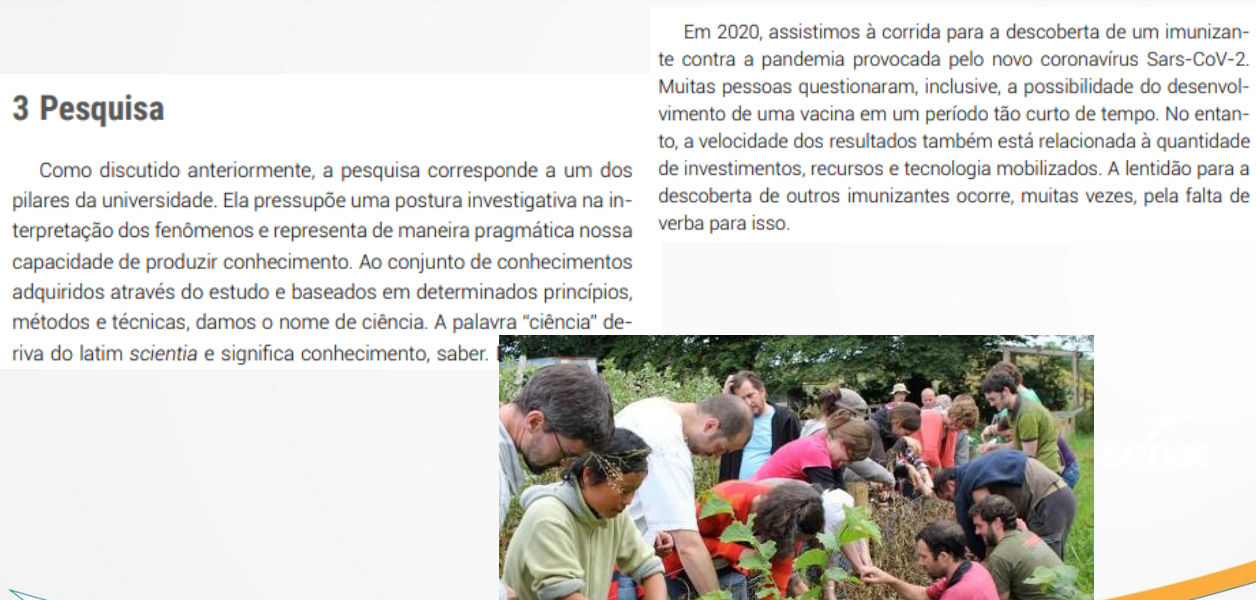 3 Pesquisa
Como discutido anteriormente, a pesquisa corresponde a um dos
pilares da universidade. Ela pressupõe uma postura investigativa na in-
terpretação dos fenômenos e representa de maneira pragmática nossa
capacidade de produzir conhecimento. Ao conjunto de conhecimentos
adquiridos através do estudo e baseados em determinados princípios,
métodos e técnicas, damos o nome de ciência. A palavra “ciência” de-
riva do latim scientia e significa conhecimento, saber.
Em 2020, assistimos à corrida para a descoberta de um imunizan-
te contra a pandemia provocada pelo novo coronavírus Sars-CoV-2.
Muitas pessoas questionaram, inclusive, a possibilidade do desenvol-
vimento de uma vacina em um período tão curto de tempo. No entan-
to, a velocidade dos resultados também está relacionada à quantidade
de investimentos, recursos e tecnologia mobilizados. A lentidão para a
descoberta de outros imunizantes ocorre, muitas vezes, pela falta de
verba para isso.
senac